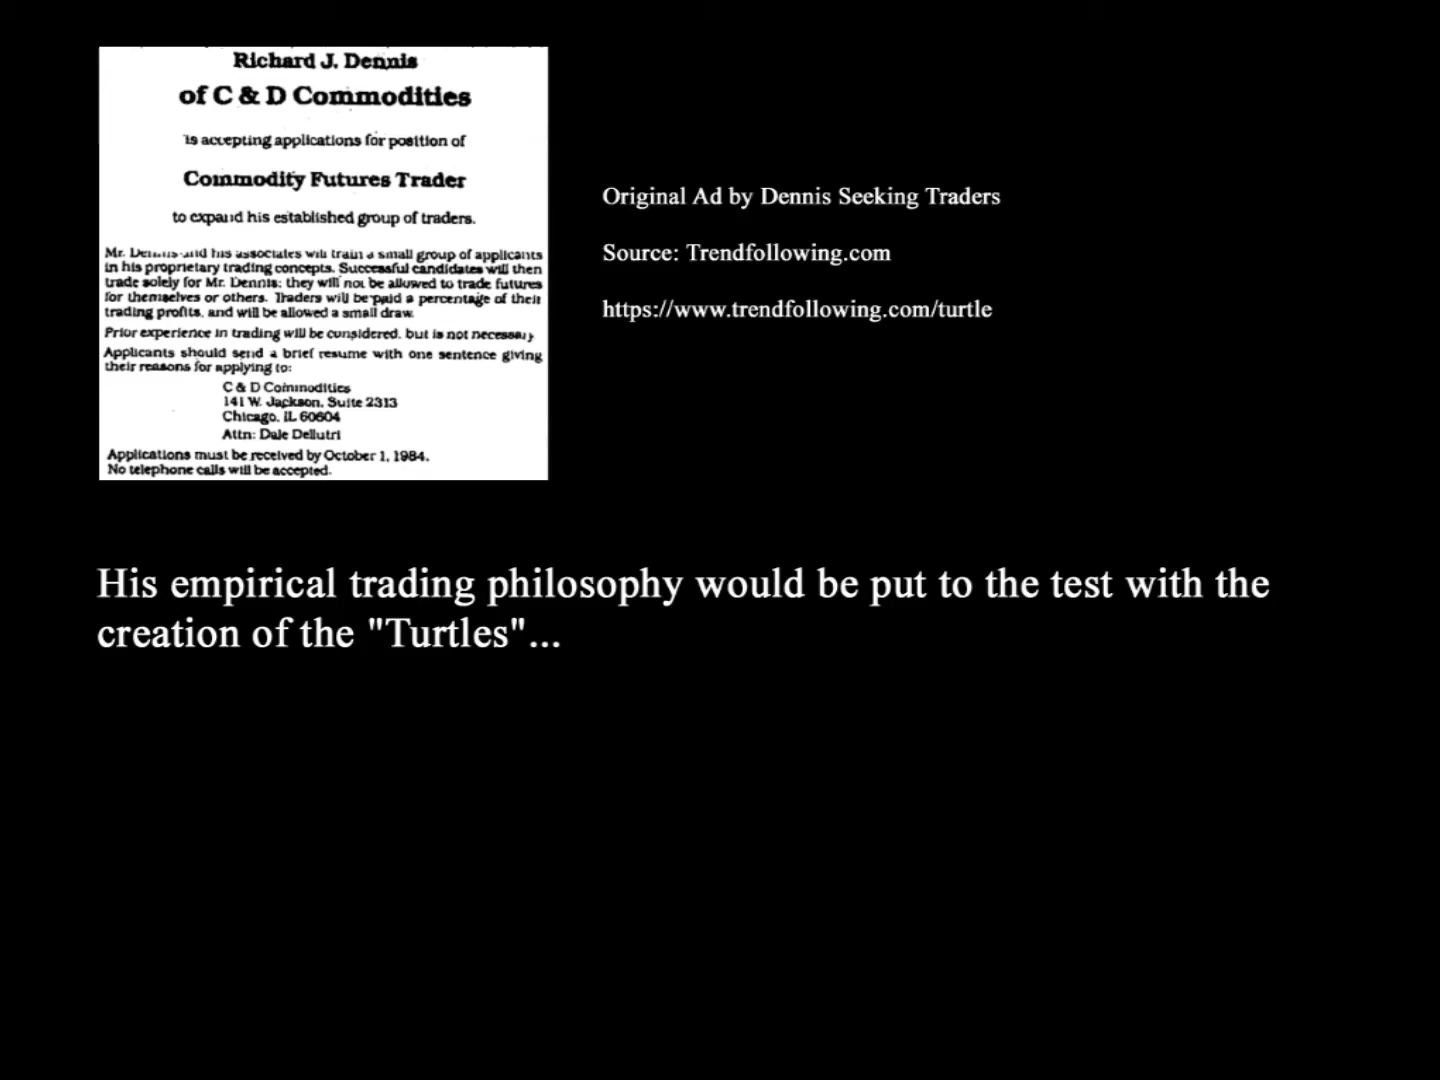 Richard J. Dennis
of C & D Commodities
is accepting applications for position of
Commodity Futures Trader
to expand his established group of traders.
Mr. Dennis and his associates will train a small group of applicants
in his proprietary trading concepts. Successful candidates will then
trade solely for Mr. Dennis; they will not be allowed to trade futures
for themselves or others. Traders will be paid a percentage of their
trading profits, and will be allowed a small draw.
Prior experience in trading will be considered, but is not necessary
Applicants should send a brief resume with one sentence giving
their reasons for applying to:
C & D Commodities
141 W. Jackson, Suite 2313
Chicago, IL 60604
Attn: Dale Dellutri
Applications must be received by October 1, 1984.
No telephone calls will be accepted.
Original Ad by Dennis Seeking Traders
Source: Trendfollowing.com
https://www.trendfollowing.com/turtle
His empirical trading philosophy would be put to the test with the
creation of the "Turtles"...